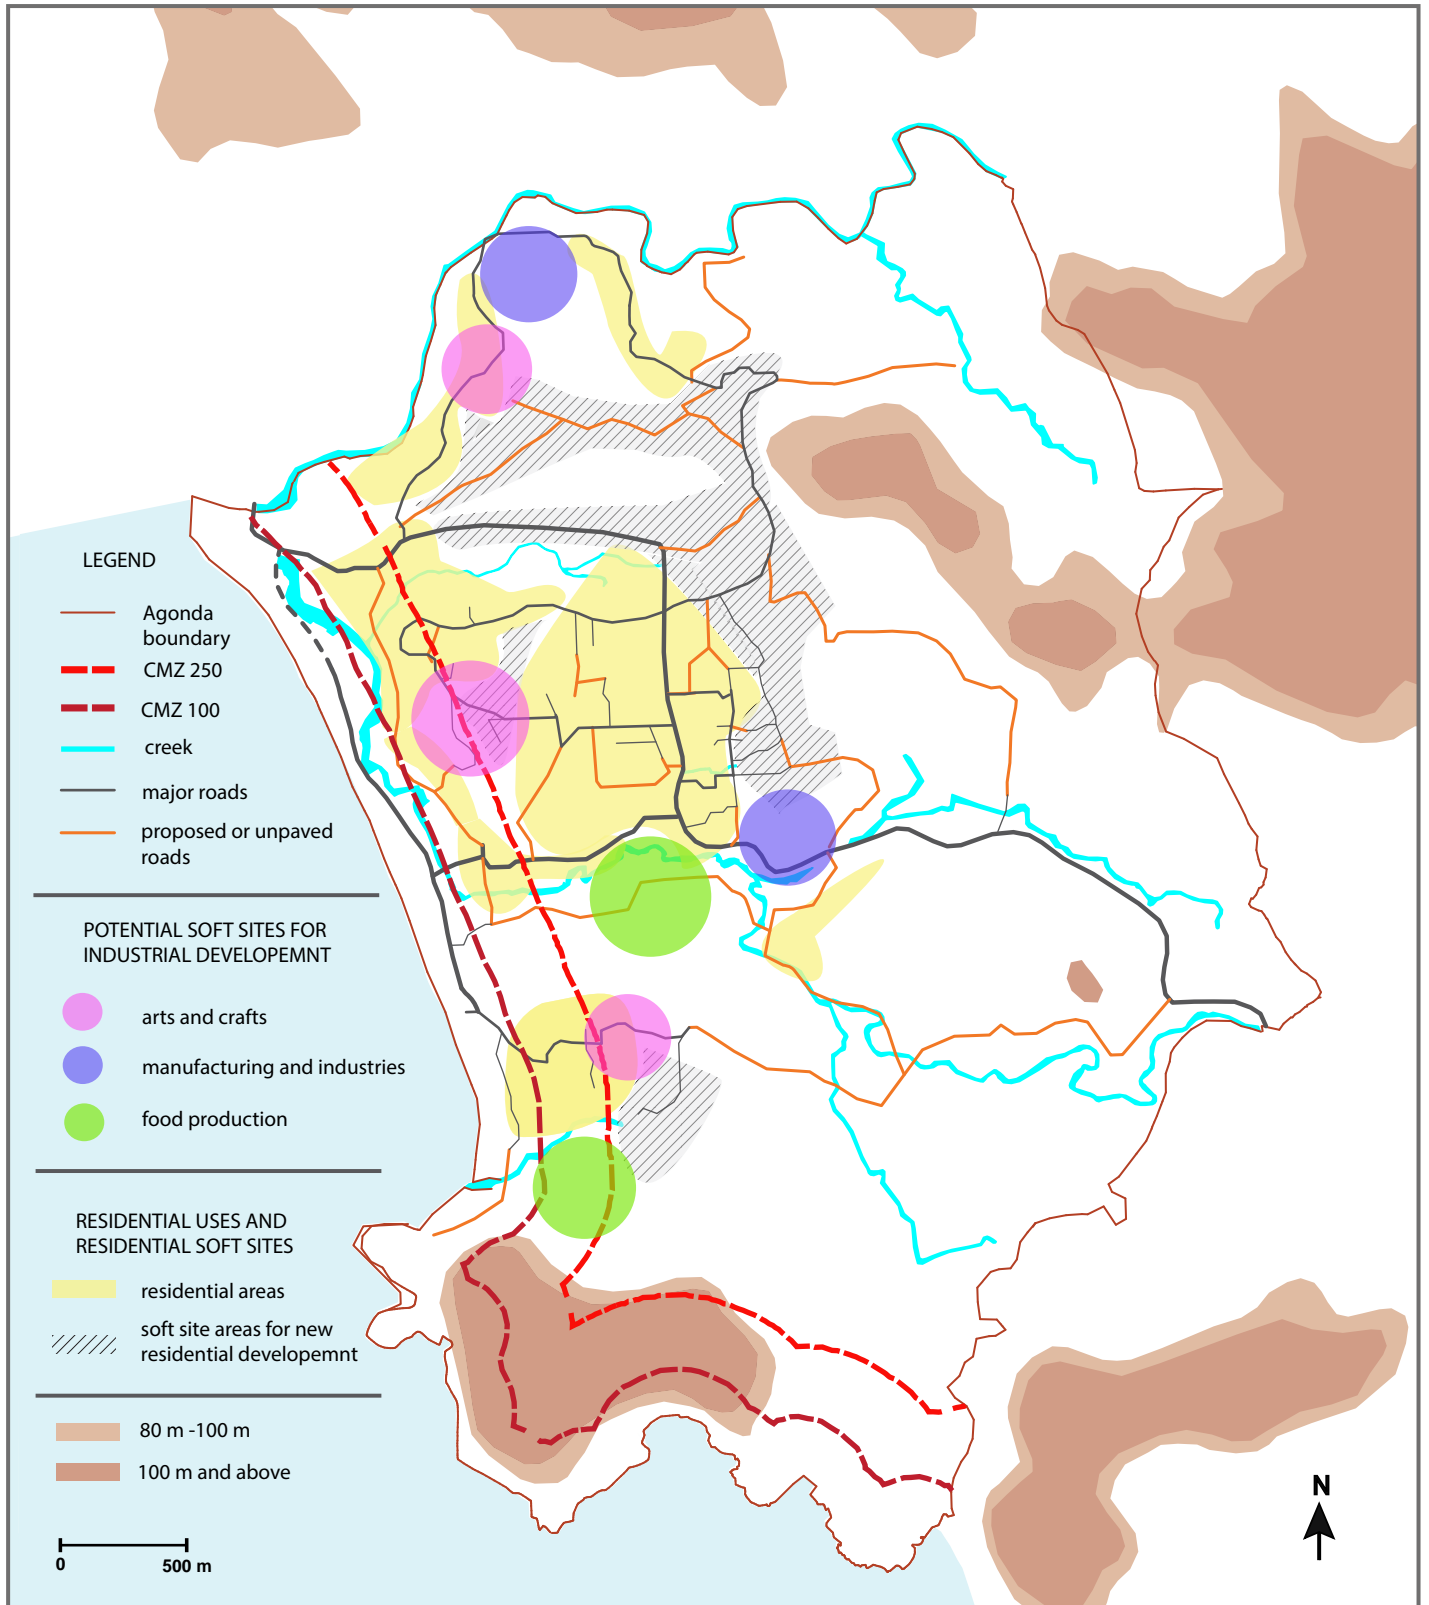 LEGEND
Agonda
boundary
CMZ 250
CMZ 100
creek
major roads
proposed or unpaved
roads
POTENTIAL SOFT SITES FOR
INDUSTRIAL DEVELOPEMNT
arts and crafts
manufacturing and industries
food production
RESIDENTIAL USES AND
RESIDENTIAL SOFT SITES
residential areas
soft site areas for new
residential developemnt
80 m -100 m
100 m and above
0 500 m
N